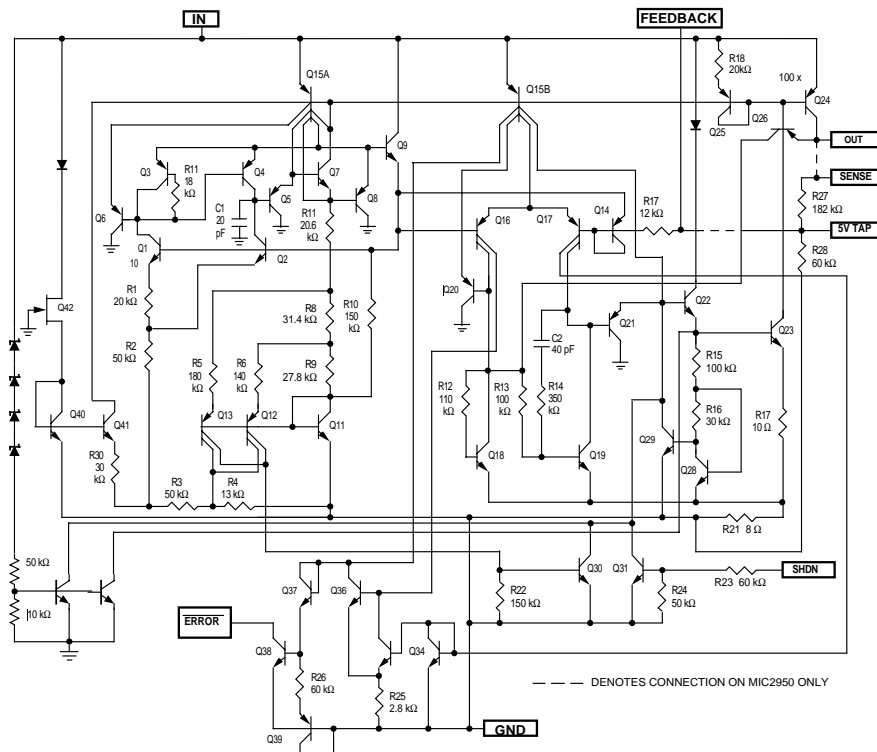 IN
FEEDBACK
R18
20kΩ
100 x
Q15A
Q15B
Q24
Q25
Q26
OUT
Q9
Q3
R11
18
kΩ
Q4
Q7
SENSE
Q5
Q8
R27
182 kΩ
C1
20
pF
R11
20.6
kΩ
R17
12 kΩ
Q6
Q16
Q17
Q14
5V TAP
Q1
10
Q2
R28
60 kΩ
R1
20 kΩ
R10
150
kΩ
Q20
Q42
R8
31.4 kΩ
Q22
Q21
Q23
R2
50 kΩ
C2
40 pF
R5
180
kΩ
R6
140
kΩ
R9
27.8 kΩ
R15
100 kΩ
R12
110
kΩ
R13
100
kΩ
R14
350
kΩ
R16
30 kΩ
R17
10 Ω
Q40
Q41
Q13
Q12
Q11
Q29
Q18
Q19
Q28
R30
30
kΩ
R3
50 kΩ
R4
13 kΩ
R21 8 Ω
50 kΩ
10 kΩ
Q37
Q36
R22
150 kΩ
Q30
Q31
R24
50 kΩ
R23 60 kΩ
SHDN
ERROR
Q38
Q34
R26
60 kΩ
R25
2.8 kΩ
DENOTES CONNECTION ON MIC2950 ONLY
GND
Q39